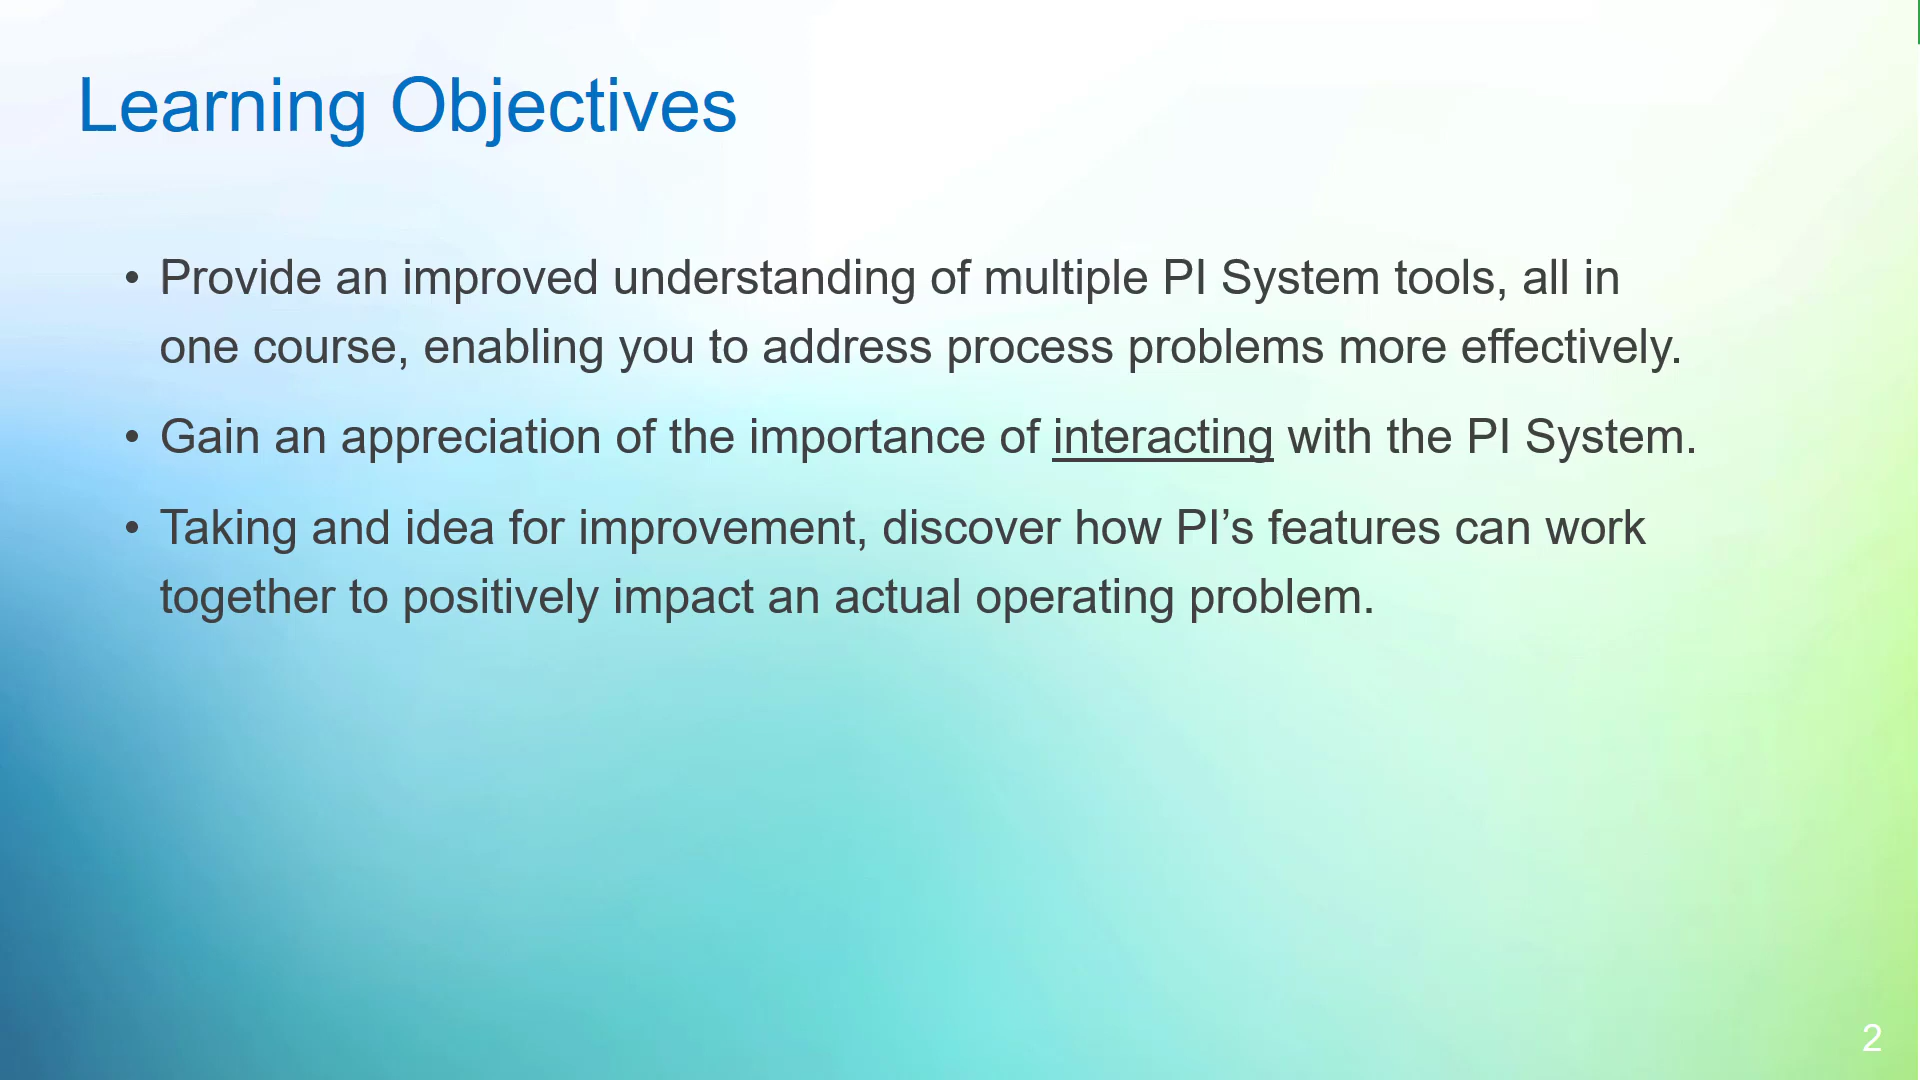 Learning Objectives
• Provide an improved understanding of multiple PI System tools, all in
one course, enabling you to address process problems more effectively.
• Gain an appreciation of the importance of interacting with the PI System.
• Taking and idea for improvement, discover how PI’s features can work
together to positively impact an actual operating problem.
2